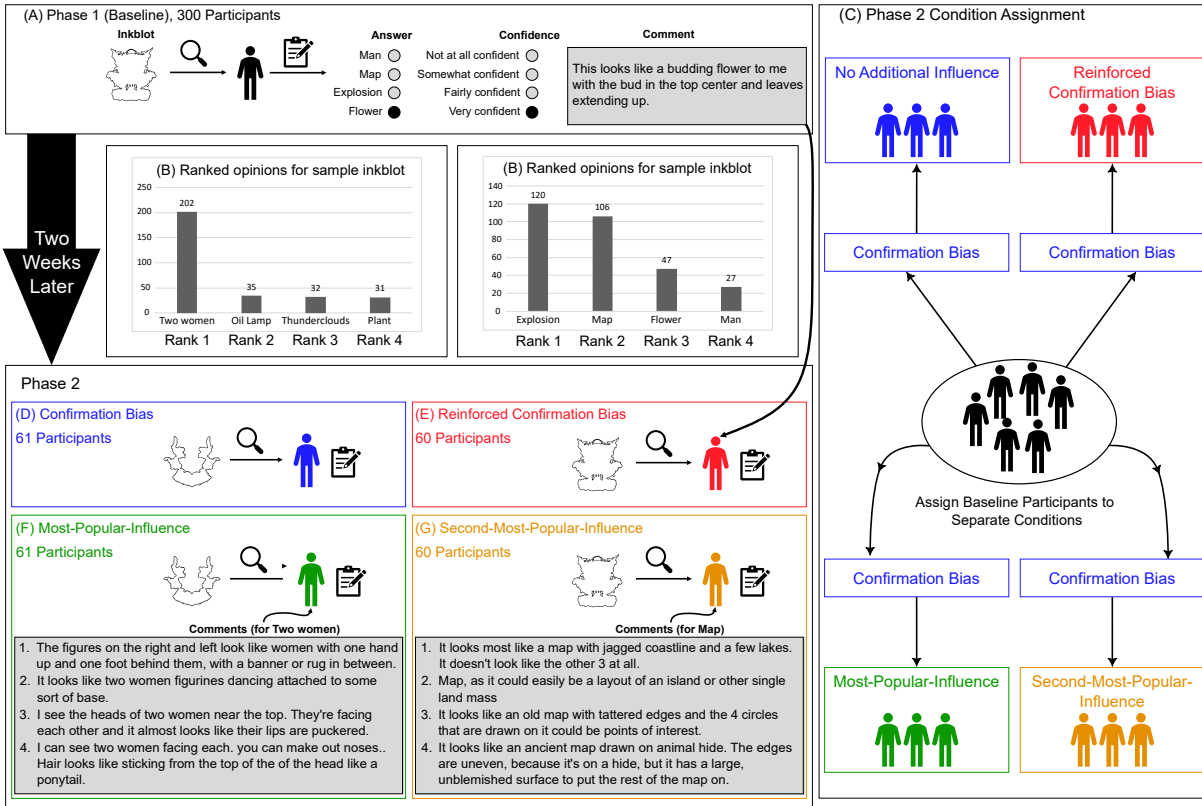 (A) Phase 1 (Baseline), 300 Participants
Inkblot
Answer
Man
Map
Explosion
Flower
Confidence
Not at all confident
Somewhat confident
Fairly confident
Very confident
Comment
This looks like a budding flower to me
with the bud in the top center and leaves
extending up.
Two
Weeks
Later
(B) Ranked opinions for sample inkblot
250
200
150
100
50
0
202
35
32
31
Two women
Oil Lamp
Thunderclouds
Plant
Rank 1
Rank 2
Rank 3
Rank 4
(B) Ranked opinions for sample inkblot
140
120
100
80
60
40
20
0
120
106
47
27
Explosion
Map
Flower
Man
Rank 1
Rank 2
Rank 3
Rank 4
Phase 2
(D) Confirmation Bias
61 Participants
(E) Reinforced Confirmation Bias
60 Participants
(F) Most-Popular-Influence
61 Participants
Comments (for Two women)
1. The figures on the right and left look like women with one hand
up and one foot behind them, with a banner or rug in between.
2. It looks like two women figurines dancing attached to some
sort of base.
3. I see the heads of two women near the top. They're facing
each other and it almost looks like their lips are puckered.
4. I can see two women facing each. you can make out noses..
Hair looks like sticking from the top of the of the head like a
ponytail.
(G) Second-Most-Popular-Influence
60 Participants
Comments (for Map)
1. It looks most like a map with jagged coastline and a few lakes.
It doesn't look like the other 3 at all.
2. Map, as it could easily be a layout of an island or other single
land mass
3. It looks like an old map with tattered edges and the 4 circles
that are drawn on it could be points of interest.
4. It looks like an ancient map drawn on animal hide. The edges
are uneven, because it's on a hide, but it has a large,
unblemished surface to put the rest of the map on.
(C) Phase 2 Condition Assignment
No Additional Influence
Reinforced
Confirmation Bias
Confirmation Bias
Confirmation Bias
Assign Baseline Participants to
Separate Conditions
Confirmation Bias
Confirmation Bias
Most-Popular-Influence
Second-Most-Popular-
Influence